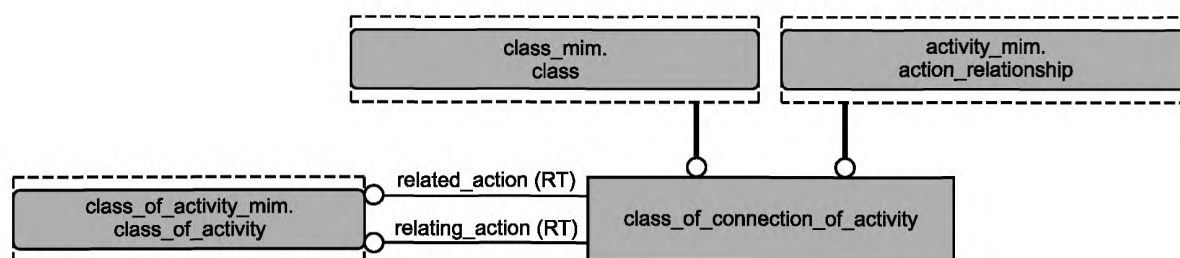 class_mim.
class
activity_mim.
action_relationship
related_action (RT)
class_of_activity_mim.
class_of_activity
class_of_connection_of_activity
relating_action (RT)